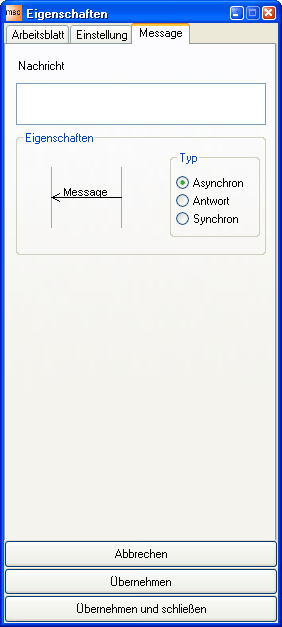 msc Eigenschaften
Arbeitsblatt Einstellung Message
Nachricht
Eigenschaften
Typ
Message
Asynchron
Antwort
Synchron
Abbrechen
Übernehmen
Übernehmen und schließen